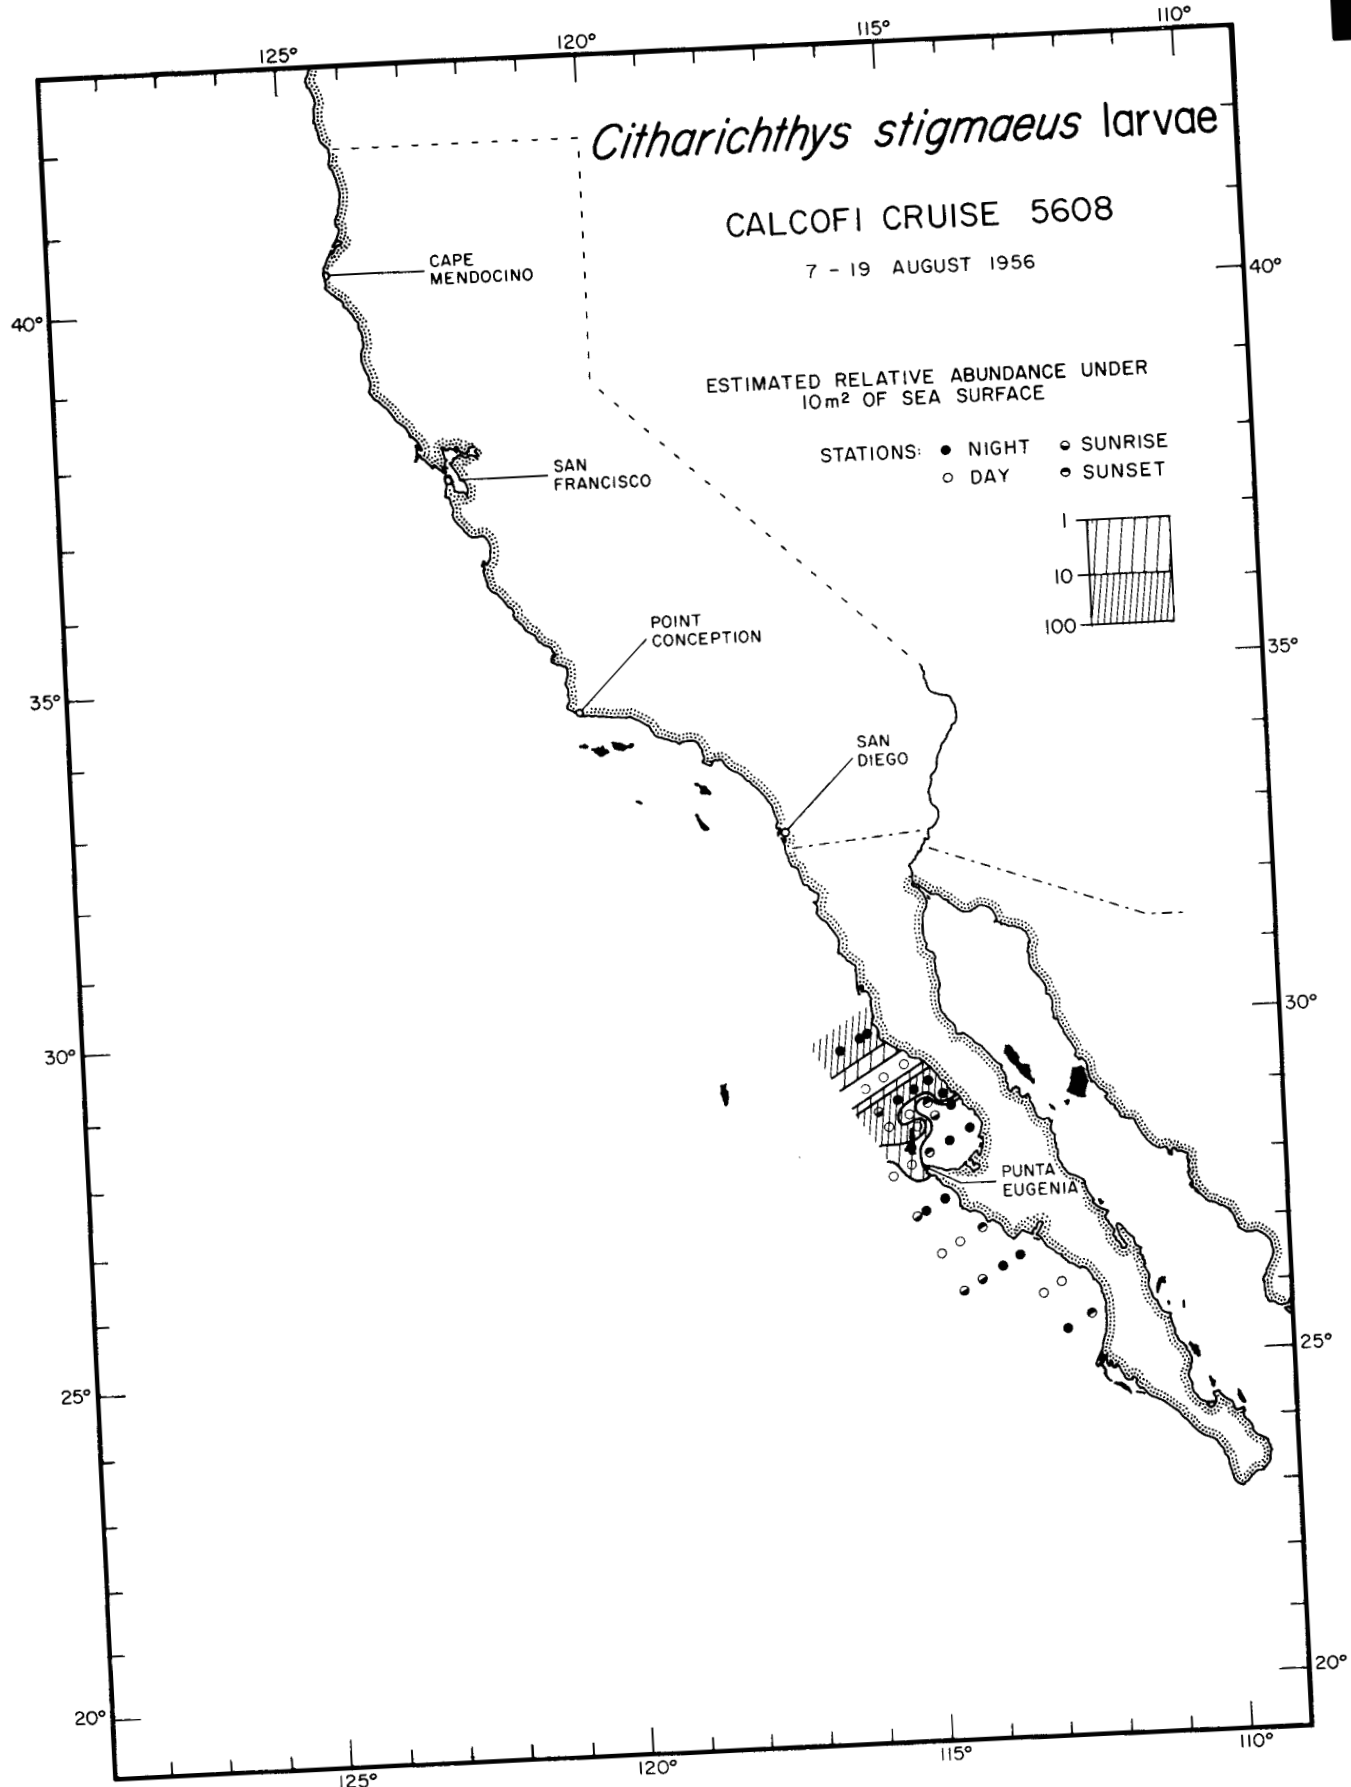 125°
120°
115°
110°
Citharichthys stigmaeus larvae
CALCOFI CRUISE 5608
7 - 19 AUGUST 1956
CAPE
MENDOCINO
40°
40°
ESTIMATED RELATIVE ABUNDANCE UNDER
10m² OF SEA SURFACE
STATIONS: NIGHT SUNRISE
DAY SUNSET
SAN
FRANCISCO
1
10
100
POINT
CONCEPTION
35°
35°
SAN
DIEGO
30°
30°
PUNTA
EUGENIA
25°
25°
20°
20°
125°
120°
115°
110°